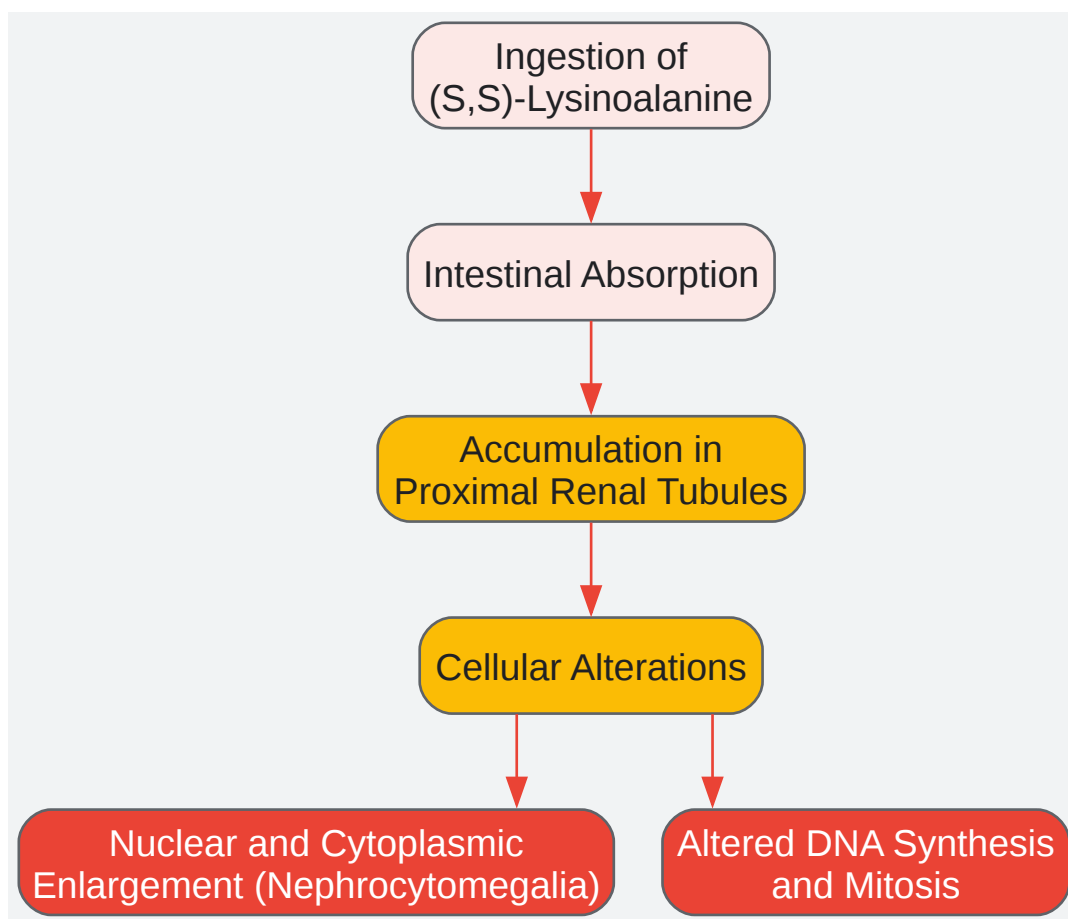 Ingestion of
(S,S)-Lysinoalanine
Intestinal Absorption
Accumulation in
Proximal Renal Tubules
Cellular Alterations
Nuclear and Cytoplasmic
Enlargement (Nephrocytomegalia)
Altered DNA Synthesis
and Mitosis